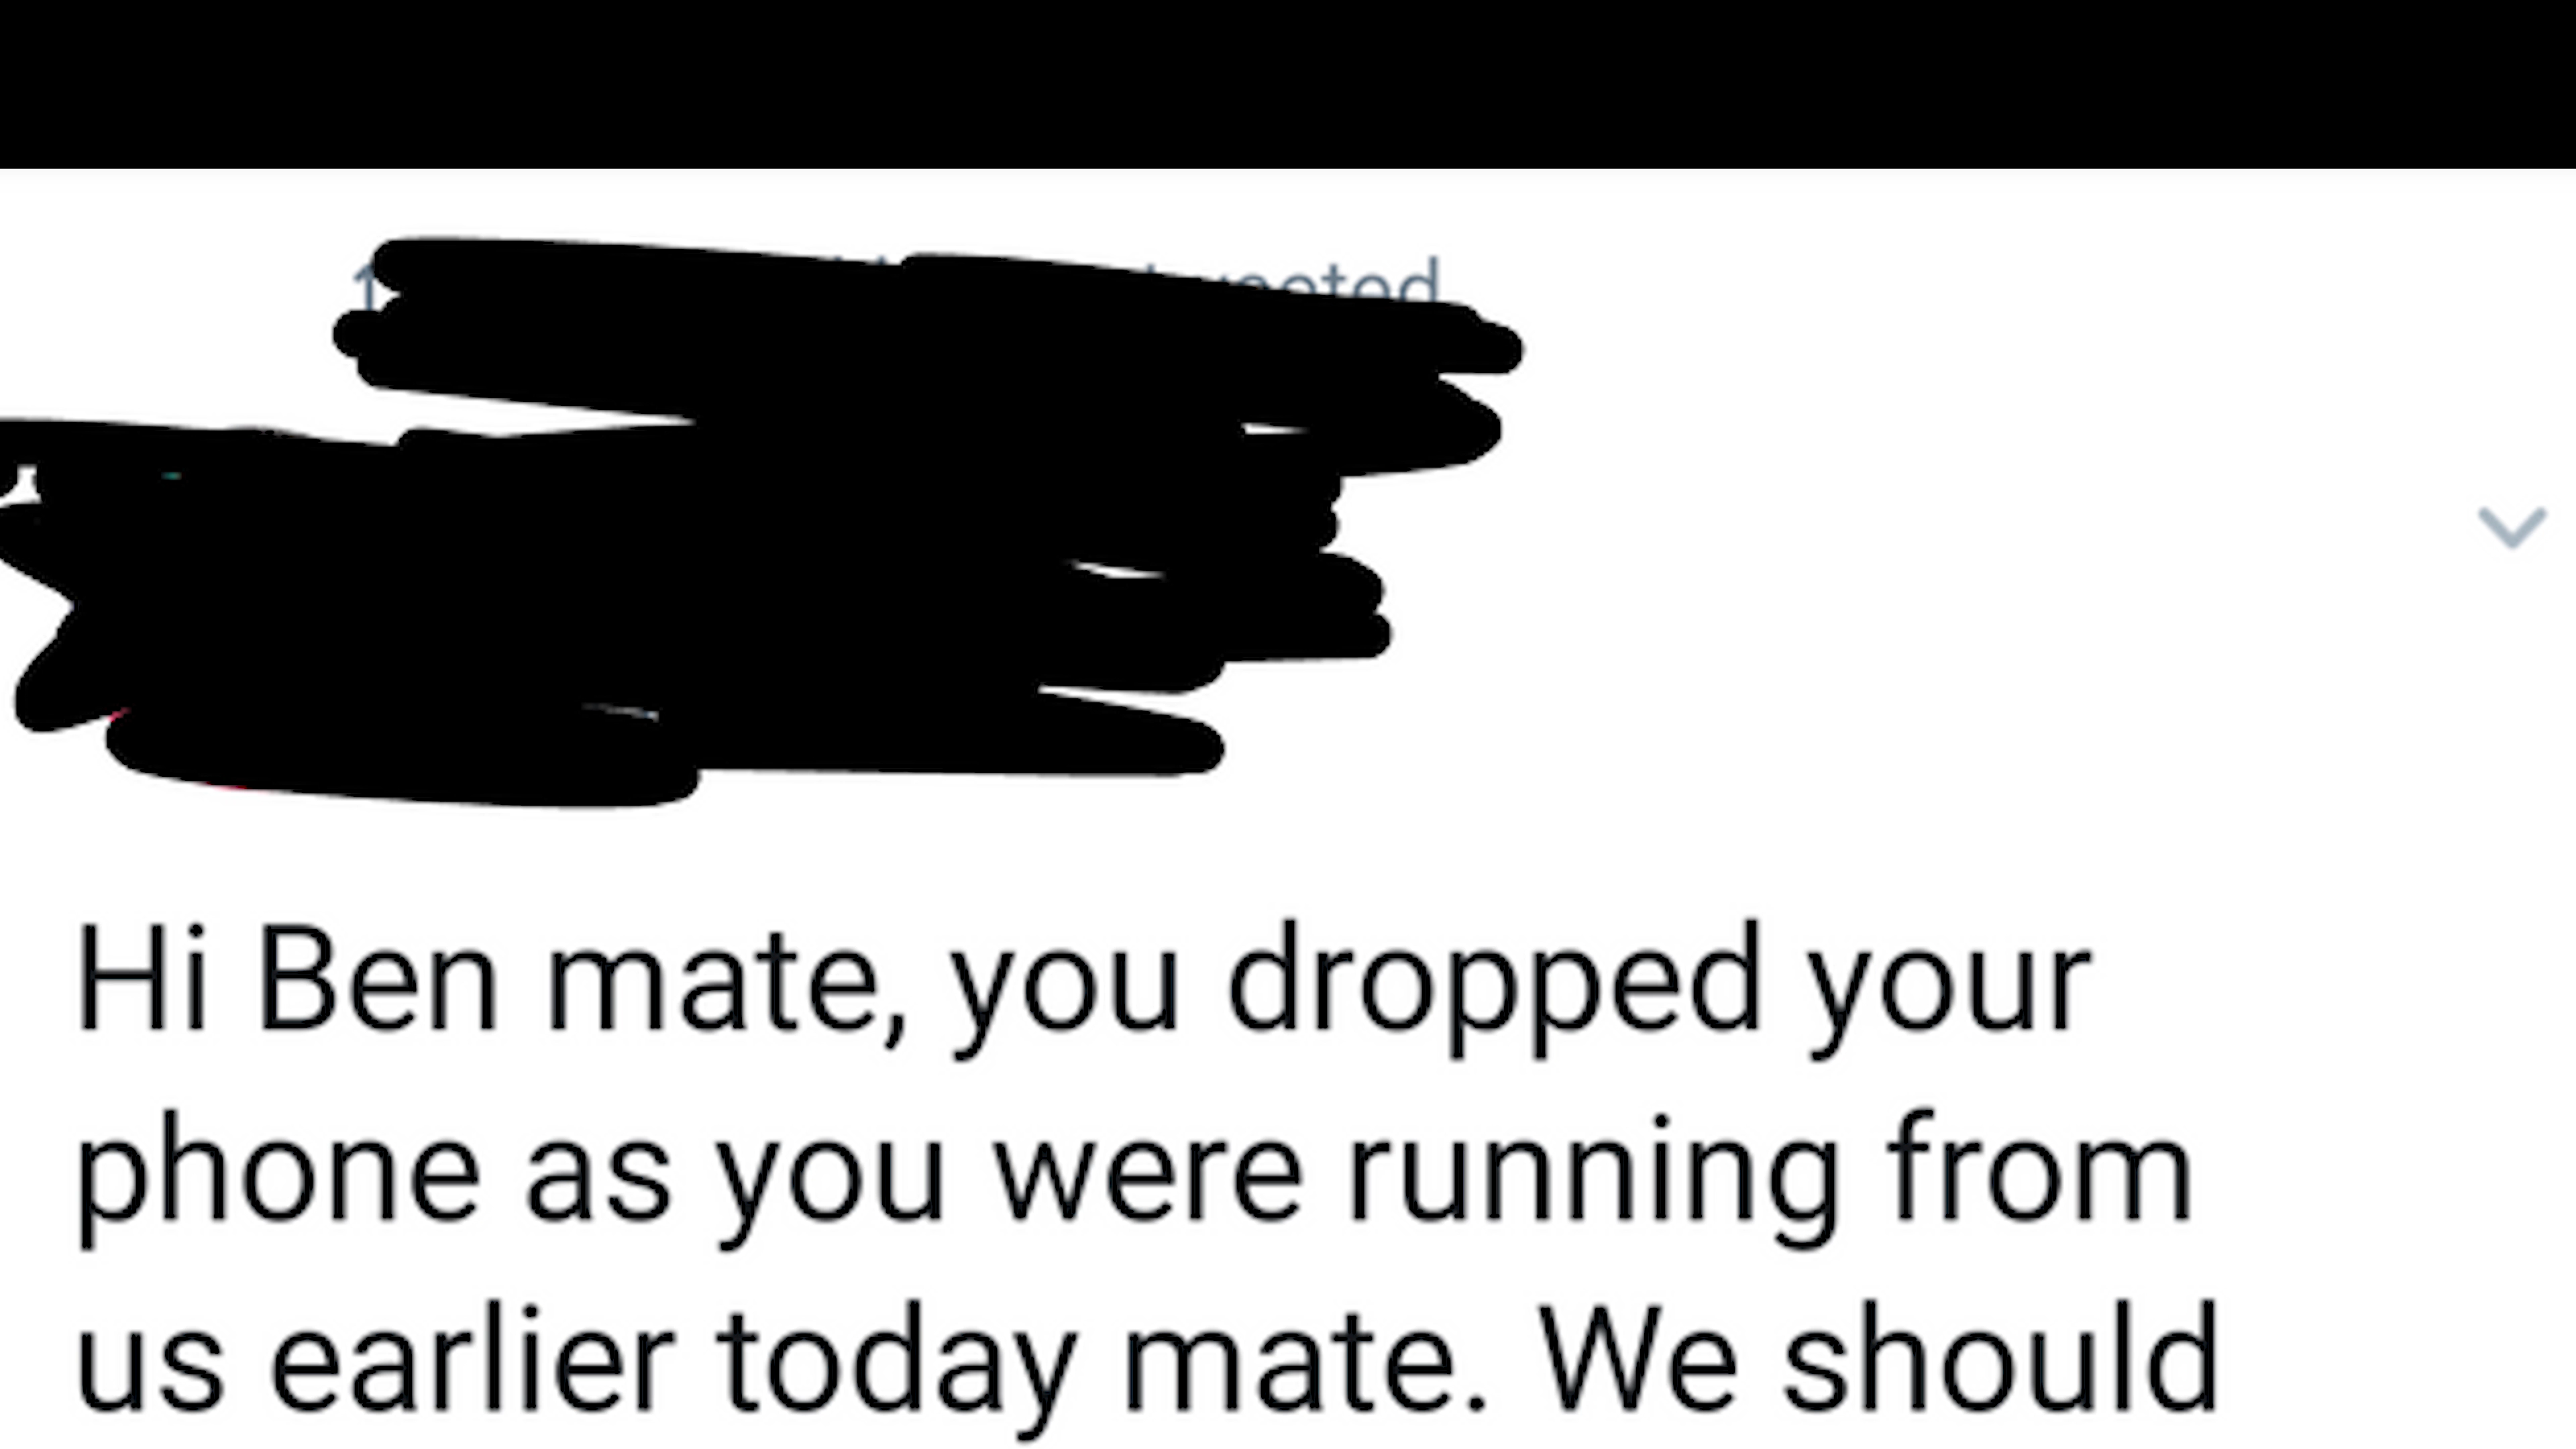 Hi Ben mate, you dropped your
phone as you were running from
us earlier today mate. We should